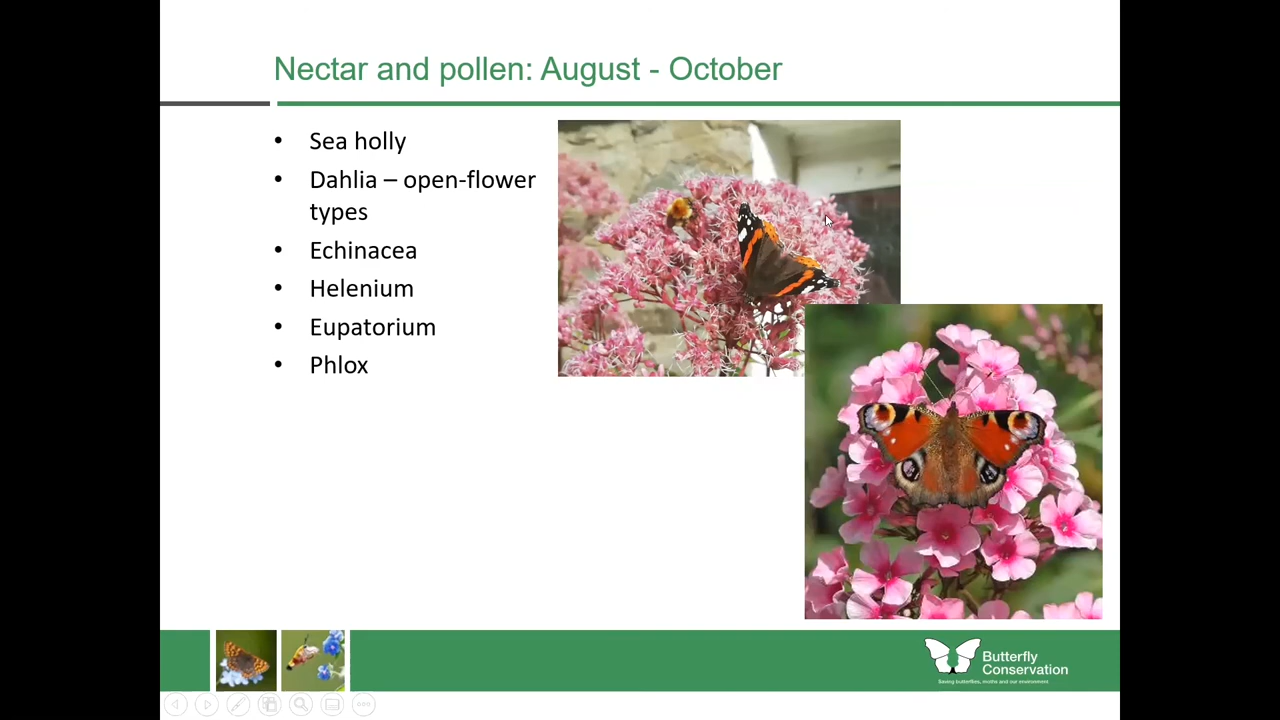 Nectar and pollen: August - October
• Sea holly
• Dahlia – open-flower
types
• Echinacea
• Helenium
• Eupatorium
• Phlox
Butterfly
Conservation
Saving butterflies, moths and our environment